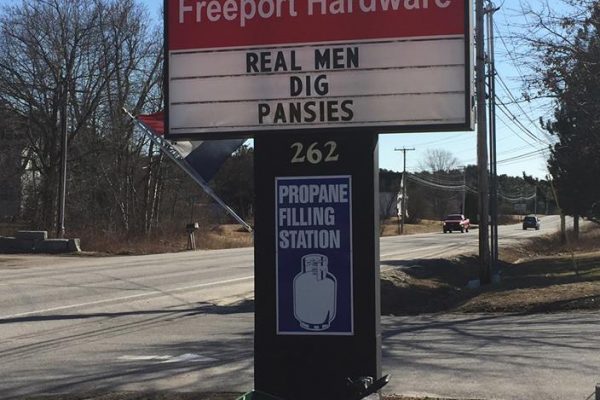 Freeport Hardware
REAL MEN
DIG
PANSIES
262
PROPANE
FILLING
STATION